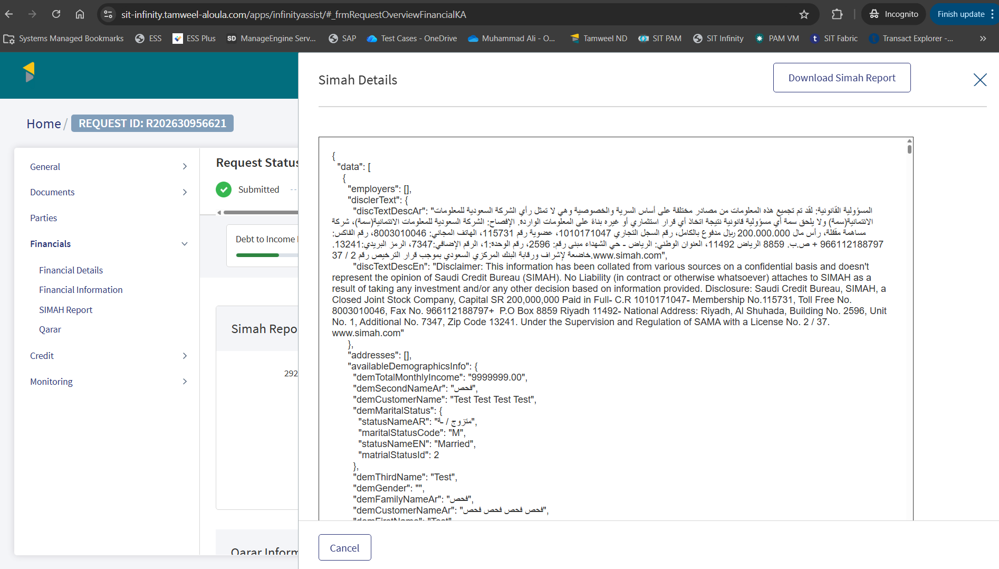 sit-infinity.tamweel-aloula.com/apps/infinityassist/#_frmRequestOverviewFinancialKA
Incognito
Finish update
Systems Managed Bookmarks
ESS
ESS Plus
SD ManageEngine Serv...
SAP
Test Cases - OneDrive
Muhammad Ali - O...
Tamweel ND
SIT PAM
SIT Infinity
PAM VM
t SIT Fabric
Transact Explorer -...
Home / REQUEST ID: R202630956621
General
Documents
Parties
Financials
Financial Details
Financial Information
SIMAH Report
Qarar
Credit
Monitoring
Request Status
Submitted --
Debt to Income
Simah Repo
292
Qarar Inform
Simah Details
Download Simah Report
{
"data": [
{
"employers": [],
"disclerText": {
"discTextDescAr": "المسؤولية القانونية: لقد تم تجميع هذه المعلومات من مصادر مختلفة على أساس السرية والخصوصية وهي لا تمثل رأي الشركة السعودية للمعلومات
الائتمانية(سمة) ولا يلحق سمة أي مسؤولية قانونية نتيجة اتخاذ أي قرار استثماري أو غيره بناءً على المعلومات الواردة. الإفصاح: الشركة السعودية للمعلومات الائتمانية(سمة)، شركة
مساهمة مقفلة، رأس مال 200.000.000 ريال مدفوع بالكامل، رقم السجل التجاري 1010171047، عضوية رقم 115731، الهاتف المجاني: 8003010046، رقم الفاكس:
966112188797 + ص.ب. 8859 الرياض 11492، العنوان الوطني: الرياض - حي الشهداء مبنى رقم: 2596، رقم الوحدة:1، الرقم الإضافي:7347، الرمز البريدي:13241.
خاضعة لإشراف ورقابة البنك المركزي السعودي بموجب قرار الترخيص رقم 2 / 37.www.simah.com",
"discTextDescEn": "Disclaimer: This information has been collated from various sources on a confidential basis and doesn't
represent the opinion of Saudi Credit Bureau (SIMAH). No Liability (in contract or otherwise whatsoever) attaches to SIMAH as a
result of taking any investment and/or any other decision based on information provided. Disclosure: Saudi Credit Bureau, SIMAH, a
Closed Joint Stock Company, Capital SR 200,000,000 Paid in Full- C.R 1010171047- Membership No.115731, Toll Free No.
8003010046, Fax No. 966112188797+  P.O Box 8859 Riyadh 11492- National Address: Riyadh, Al Shuhada, Building No. 2596, Unit
No. 1, Additional No. 7347, Zip Code 13241. Under the Supervision and Regulation of SAMA with a License No. 2 / 37.
www.simah.com"
},
"addresses": [],
"availableDemographicsInfo": {
"demTotalMonthlyIncome": "9999999.00",
"demSecondNameAr": "فحص",
"demCustomerName": "Test Test Test Test",
"demMaritalStatus": {
"statusNameAR": "متزوج / ـة",
"maritalStatusCode": "M",
"statusNameEN": "Married",
"matrialStatusId": 2
},
"demThirdName": "Test",
"demGender": "",
"demFamilyNameAr": "فحص",
"demCustomerNameAr": "فحص فحص فحص فحص",
"demFirstName": "Test"
Cancel